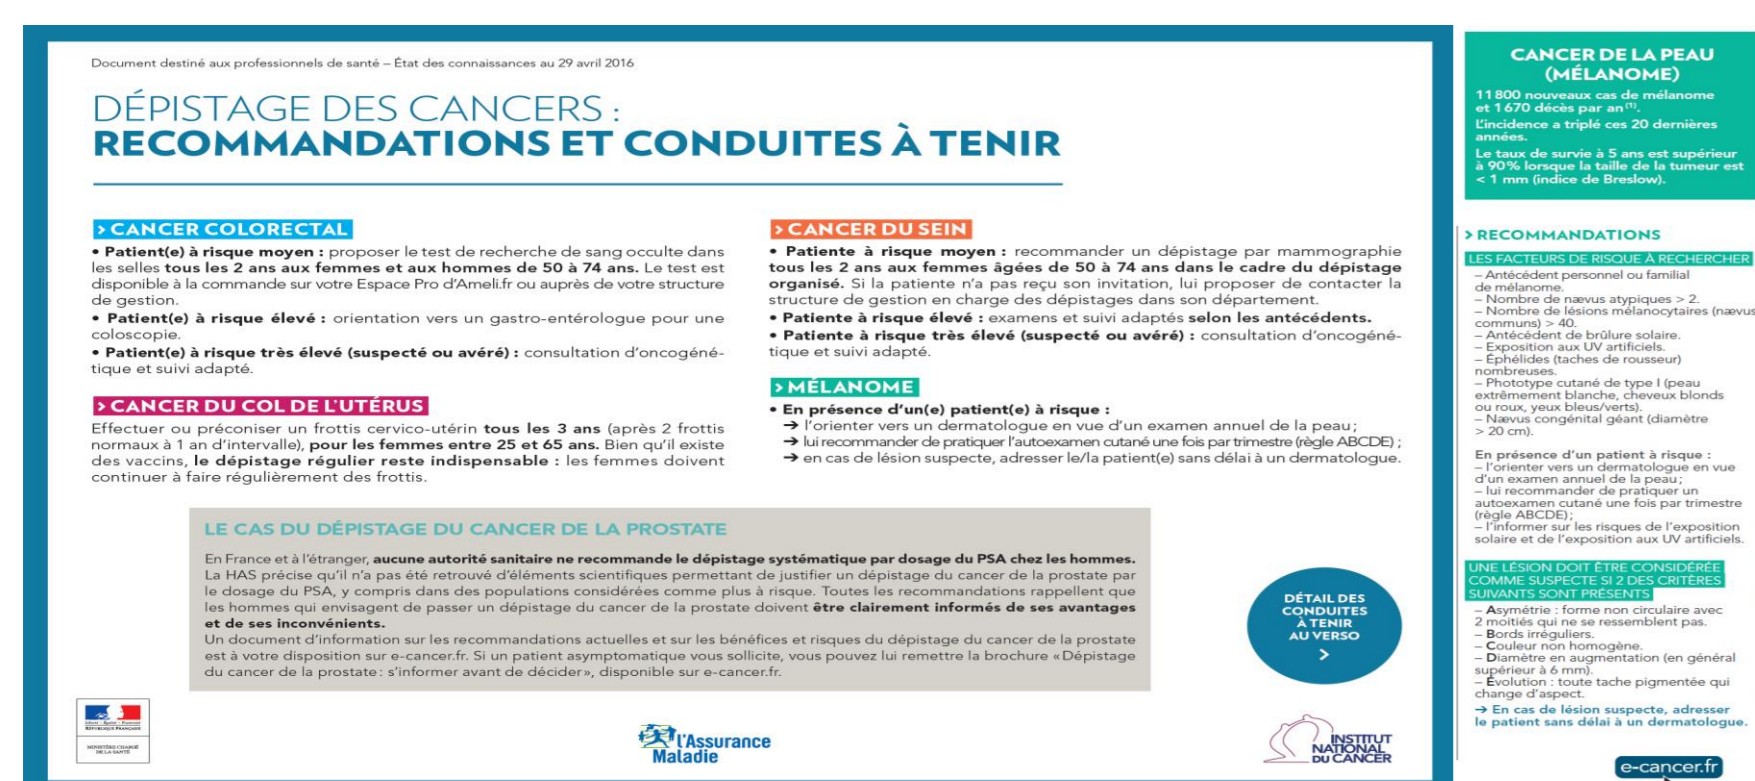 Document destiné aux professionnels de santé – État des connaissances au 29 avril 2016
DÉPISTAGE DES CANCERS :
RECOMMANDATIONS ET CONDUITES À TENIR
> CANCER COLORECTAL
• Patient(e) à risque moyen : proposer le test de recherche de sang occulte dans
les selles tous les 2 ans aux femmes et aux hommes de 50 à 74 ans. Le test est
disponible à la commande sur votre Espace Pro d'Ameli.fr ou auprès de votre structure
de gestion.
• Patient(e) à risque élevé : orientation vers un gastro-entérologue pour une
coloscopie.
• Patient(e) à risque très élevé (suspecté ou avéré) : consultation d'oncogéné-
tique et suivi adapté.
> CANCER DU COL DE L'UTÉRUS
Effectuer ou préconiser un frottis cervico-utérin tous les 3 ans (après 2 frottis
normaux à 1 an d'intervalle), pour les femmes entre 25 et 65 ans. Bien qu'il existe
des vaccins, le dépistage régulier reste indispensable : les femmes doivent
continuer à faire régulièrement des frottis.
> CANCER DU SEIN
• Patiente à risque moyen : recommander un dépistage par mammographie
tous les 2 ans aux femmes âgées de 50 à 74 ans dans le cadre du dépistage
organisé. Si la patiente n'a pas reçu son invitation, lui proposer de contacter la
structure de gestion en charge des dépistages dans son département.
• Patiente à risque élevé : examens et suivi adaptés selon les antécédents.
• Patiente à risque très élevé (suspecté ou avéré) : consultation d'oncogéné-
tique et suivi adapté.
> MÉLANOME
• En présence d'un(e) patient(e) à risque :
➔ l'orienter vers un dermatologue en vue d'un examen annuel de la peau ;
➔ lui recommander de pratiquer l'autoexamen cutané une fois par trimestre (règle ABCDE) ;
➔ en cas de lésion suspecte, adresser le/la patient(e) sans délai à un dermatologue.
LE CAS DU DÉPISTAGE DU CANCER DE LA PROSTATE
En France et à l'étranger, aucune autorité sanitaire ne recommande le dépistage systématique par dosage du PSA chez les hommes.
La HAS précise qu'il n'a pas été retrouvé d'éléments scientifiques permettant de justifier un dépistage du cancer de la prostate par
le dosage du PSA, y compris dans des populations considérées comme plus à risque. Toutes les recommandations rappellent que
les hommes qui envisagent de passer un dépistage du cancer de la prostate doivent être clairement informés de ses avantages
et de ses inconvénients.
Un document d'information sur les recommandations actuelles et sur les bénéfices et risques du dépistage du cancer de la prostate
est à votre disposition sur e-cancer.fr. Si un patient asymptomatique vous sollicite, vous pouvez lui remettre la brochure « Dépistage
du cancer de la prostate : s'informer avant de décider », disponible sur e-cancer.fr.
DÉTAIL DES
CONDUITES
À TENIR
AU VERSO
>
Liberté • Égalité • Fraternité
RÉPUBLIQUE FRANÇAISE
MINISTÈRE CHARGÉ
DE LA SANTÉ
l'Assurance
Maladie
INSTITUT
NATIONAL
DU CANCER
CANCER DE LA PEAU
(MÉLANOME)
11 800 nouveaux cas de mélanome
et 1 670 décès par an (1).
L'incidence a triplé ces 20 dernières
années.
Le taux de survie à 5 ans est supérieur
à 90 % lorsque la taille de la tumeur est
< 1 mm (indice de Breslow).
> RECOMMANDATIONS
LES FACTEURS DE RISQUE À RECHERCHER
– Antécédent personnel ou familial
de mélanome.
– Nombre de nævus atypiques > 2.
– Nombre de lésions mélanocytaires (nævus
communs) > 40.
– Antécédent de brûlure solaire.
– Exposition aux UV artificiels.
– Éphélides (taches de rousseur)
nombreuses.
– Phototype cutané de type I (peau
extrêmement blanche, cheveux blonds
ou roux, yeux bleus/verts).
– Nævus congénital géant (diamètre
> 20 cm).
En présence d'un patient à risque :
– l'orienter vers un dermatologue en vue
d'un examen annuel de la peau ;
– lui recommander de pratiquer un
autoexamen cutané une fois par trimestre
(règle ABCDE) ;
– l'informer sur les risques de l'exposition
solaire et de l'exposition aux UV artificiels.
UNE LÉSION DOIT ÊTRE CONSIDÉRÉE
COMME SUSPECTE SI 2 DES CRITÈRES
SUIVANTS SONT PRÉSENTS
– Asymétrie : forme non circulaire avec
2 moitiés qui ne se ressemblent pas.
– Bords irréguliers.
– Couleur non homogène.
– Diamètre en augmentation (en général
supérieur à 6 mm).
– Évolution : toute tache pigmentée qui
change d'aspect.
➔ En cas de lésion suspecte, adresser
le patient sans délai à un dermatologue.
e-cancer.fr